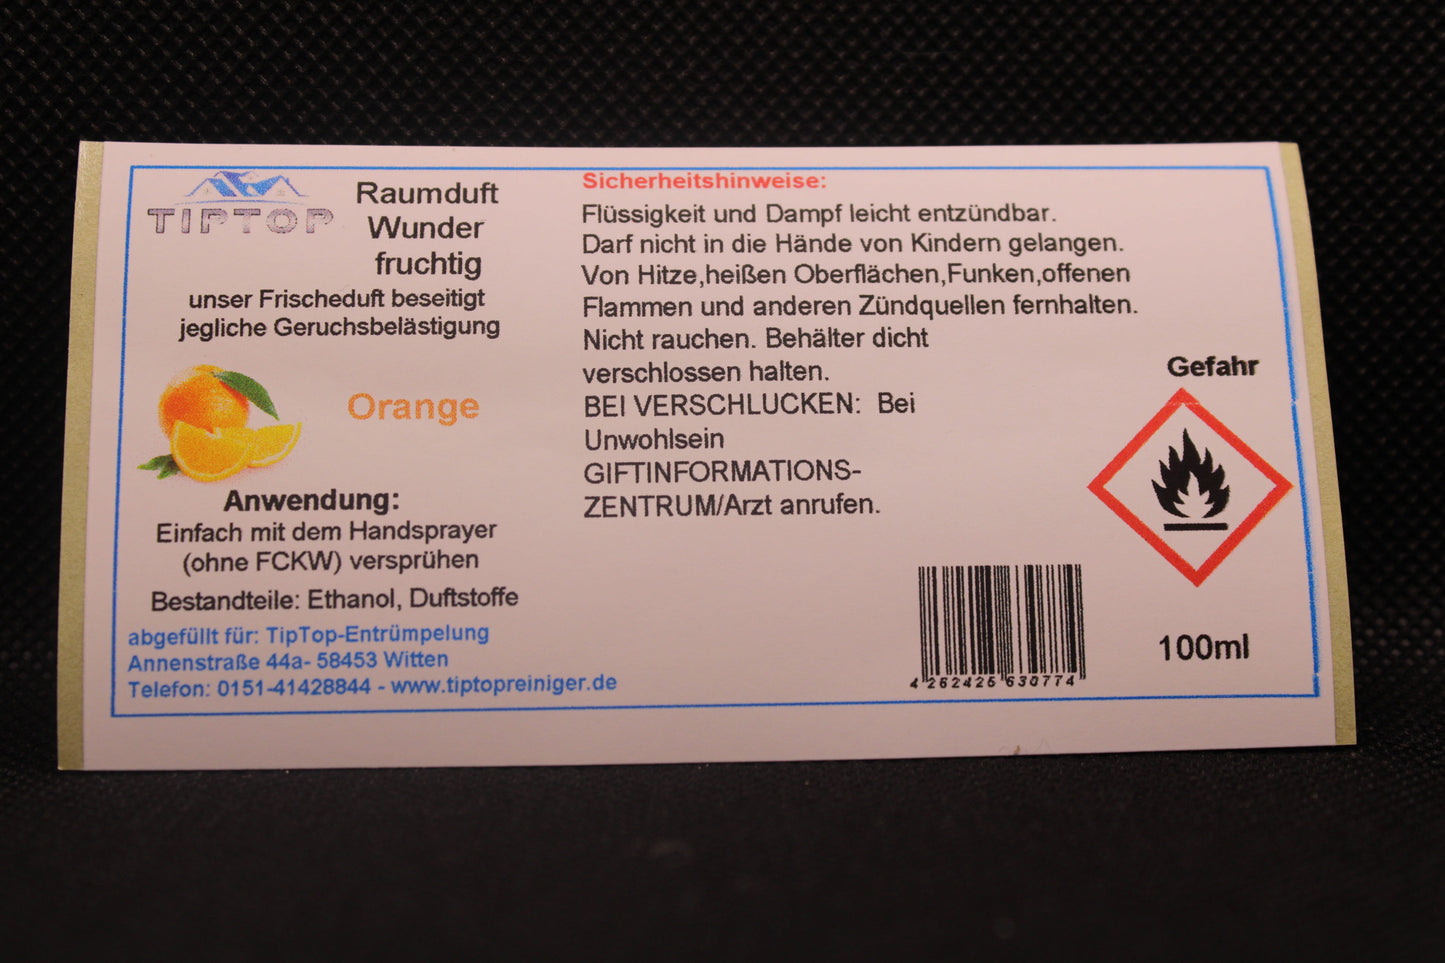 TIPTOP
Raumduft
Wunder
fruchtig
unser Frischeduft beseitigt
jegliche Geruchsbelästigung
Orange
Anwendung:
Einfach mit dem Handsprayer
(ohne FCKW) versprühen
Bestandteile: Ethanol, Duftstoffe
abgefüllt für: TipTop-Entrümpelung
Annenstraße 44a- 58453 Witten
Telefon: 0151-41428844 - www.tiptopreiniger.de
Sicherheitshinweise:
Flüssigkeit und Dampf leicht entzündbar.
Darf nicht in die Hände von Kindern gelangen.
Von Hitze,heißen Oberflächen,Funken,offenen
Flammen und anderen Zündquellen fernhalten.
Nicht rauchen. Behälter dicht
verschlossen halten.
BEI VERSCHLUCKEN: Bei
Unwohlsein
GIFTINFORMATIONS-
ZENTRUM/Arzt anrufen.
Gefahr
4 262426 630774
100ml